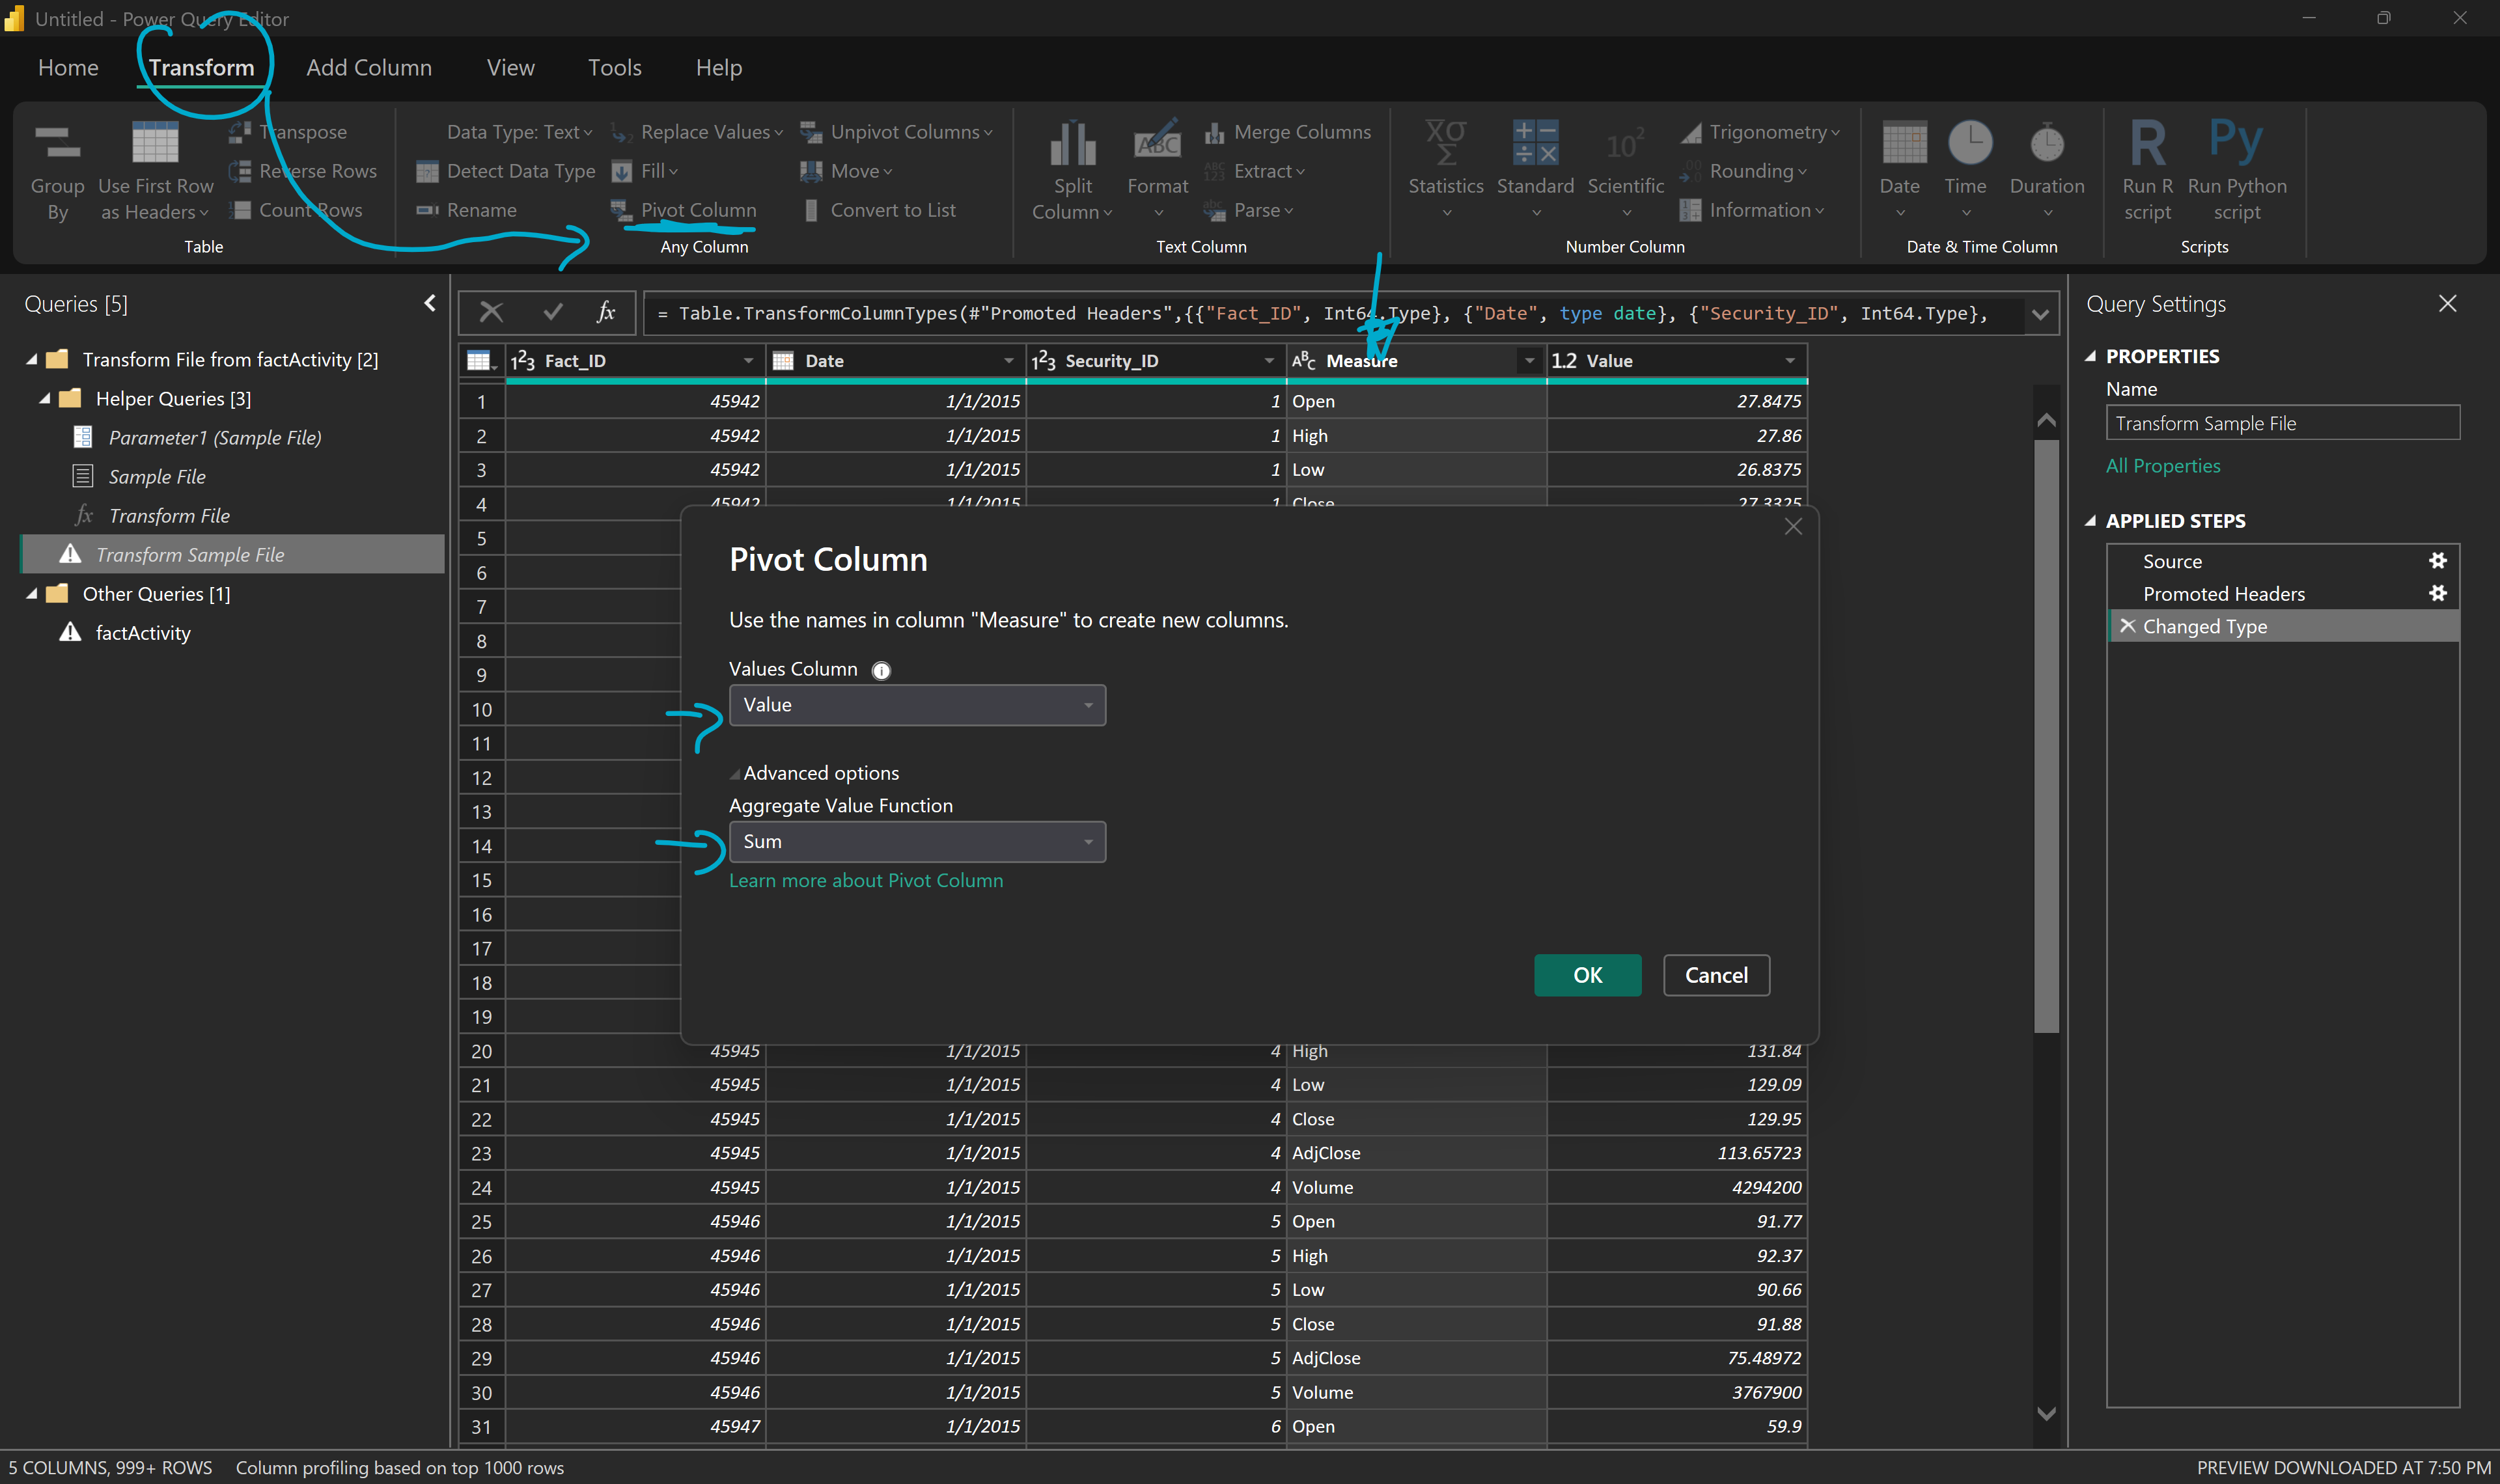 Untitled - Power Query Editor
Home Transform Add Column View Tools Help
Group By
Use First Row as Headers
Transpose
Reverse Rows
Count Rows
Table
Data Type: Text
Detect Data Type
Rename
Replace Values
Fill
Pivot Column
Unpivot Columns
Move
Convert to List
Any Column
Split Column
Format
Merge Columns
Extract
Parse
Text Column
Statistics
Standard
Scientific
Trigonometry
Rounding
Information
Number Column
Date
Time
Duration
Date & Time Column
Run R script
Run Python script
Scripts
Queries [5]
Transform File from factActivity [2]
Helper Queries [3]
Parameter1 (Sample File)
Sample File
Transform File
Transform Sample File
Other Queries [1]
factActivity
= Table.TransformColumnTypes(#"Promoted Headers",{{"Fact_ID", Int64.Type}, {"Date", type date}, {"Security_ID", Int64.Type},
Fact_ID Date Security_ID Measure 1.2 Value
1 45942 1/1/2015 1 Open 27.8475
2 45942 1/1/2015 1 High 27.86
3 45942 1/1/2015 1 Low 26.8375
4 45942 1/1/2015 1 Close 27.3325
5
6
7
8
9
10
11
12
13
14
15
16
17
18
19
Pivot Column
Use the names in column "Measure" to create new columns.
Values Column
Value
Advanced options
Aggregate Value Function
Sum
Learn more about Pivot Column
OK Cancel
20 45945 1/1/2015 4 High 131.84
21 45945 1/1/2015 4 Low 129.09
22 45945 1/1/2015 4 Close 129.95
23 45945 1/1/2015 4 AdjClose 113.65723
24 45945 1/1/2015 4 Volume 4294200
25 45946 1/1/2015 5 Open 91.77
26 45946 1/1/2015 5 High 92.37
27 45946 1/1/2015 5 Low 90.66
28 45946 1/1/2015 5 Close 91.88
29 45946 1/1/2015 5 AdjClose 75.48972
30 45946 1/1/2015 5 Volume 3767900
31 45947 1/1/2015 6 Open 59.9
Query Settings
PROPERTIES
Name
Transform Sample File
All Properties
APPLIED STEPS
Source
Promoted Headers
Changed Type
5 COLUMNS, 999+ ROWS Column profiling based on top 1000 rows
PREVIEW DOWNLOADED AT 7:50 PM